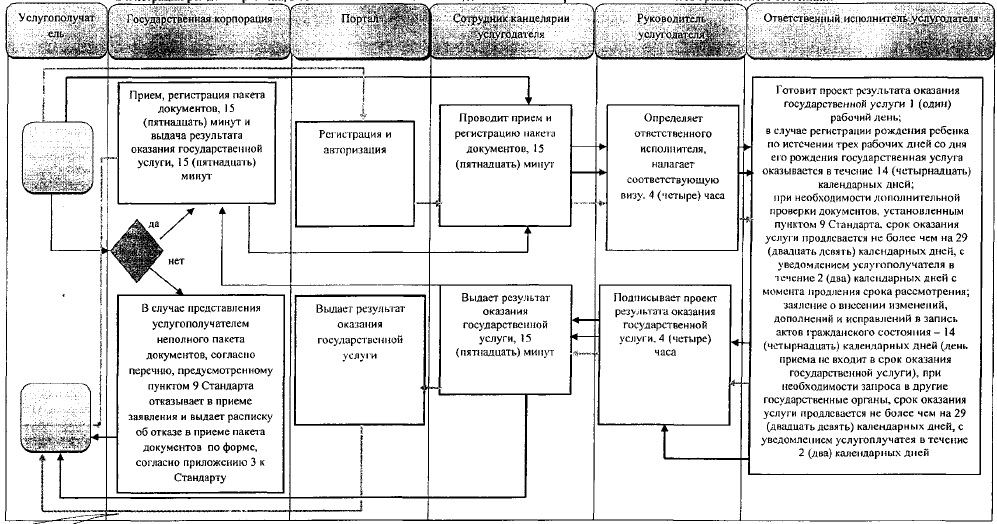 Услугополучат
ель
Государственная корпорация
Портал
Сотрудник канцелярии
услугодателя
Руководитель
услугодателя
Ответственный исполнитель услугодателя
Прием, регистрация пакета
документов, 15
(пятнадцать) минут и
выдача результата
оказания государственной
услуги, 15 (пятнадцать)
минут
Регистрация и
авторизация
Проводит прием и
регистрацию пакета
документов, 15
(пятнадцать) минут
Определяет
ответственного
исполнителя,
налагает
соответствующую
визу. 4 (четыре) часа
Готовит проект результата оказания
государственной услуги 1 (один)
рабочий день;
в случае регистрации рождения ребенка
по истечении трех рабочих дней со дня
его рождения государственная услуга
оказывается в течение 14 (четырнадцать)
календарных дней;
при необходимости дополнительной
проверки документов, установленным
пунктом 9 Стандарта, срок оказания
услуги продлевается не более чем на 29
(двадцать девять) календарных дней, с
уведомлением услугополучателя в
течение 2 (два) календарных дней с
момента продления срока рассмотрения;
заяление о внесении изменений,
дополнений и исправлений в запись
актов гражданского состояния – 14
(четырнадцать) календарных дней (день
приема не входит в срок оказания
государственной услуги), при
необходимости запроса в другие
государственные органы, срок оказания
услуги продлевается не более чем на 29
(двадцать девять) календарных дней, с
уведомлением услугоплучатея в течение
2 (два) календарных дней
да
нет
В случае представления
услугополучателем
неполного пакета
документов, согласно
перечню, предусмотренному
пунктом 9 Стандарта
отказывает в приеме
заявления и выдает расписку
об отказе в приеме пакета
документов по форме,
согласно приложению 3 к
Стандарту
Выдает результат
оказания
государственной
услуги
Выдает результат
оказания
государственной
услуги, 15
(пятнадцать) минут
Подписывает проект
результата оказания
государственной
услуги. 4 (четыре)
часа